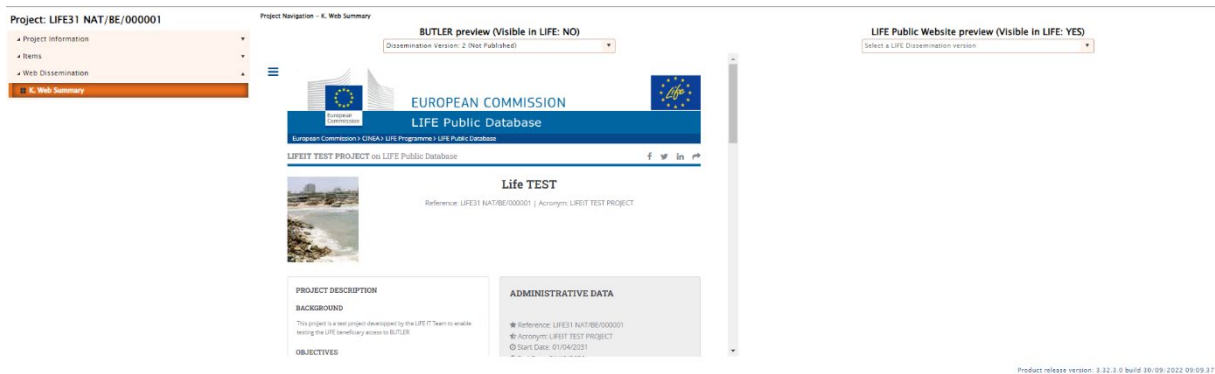 Project: LIFE31 NAT/BE/000001
Project Information
Items
Web Dissemination
K. Web Summary
Project Navigation - K. Web Summary
BUTLER preview (Visible in LIFE: NO)
Dissemination Version: 2 (Not Published)
European Commission
EUROPEAN COMMISSION
LIFE Public Database
Life
European Commission > CINEA > LIFE Programme > LIFE Public Database
LIFEIT TEST PROJECT on LIFE Public Database
Life TEST
Reference: LIFE31 NAT/BE/000001 | Acronym: LIFEIT TEST PROJECT
PROJECT DESCRIPTION
BACKGROUND
This project is a test project developped by the LIFE IT Team to enable
testing the LIFE beneficiary access to BUTLER
OBJECTIVES
ADMINISTRATIVE DATA
Reference: LIFE31 NAT/BE/000001
Acronym: LIFEIT TEST PROJECT
Start Date: 01/04/2031
LIFE Public Website preview (Visible in LIFE: YES)
Select a LIFE Dissemination version
Product release version: 3.32.3.0 build 30/09/2022 09:09.37